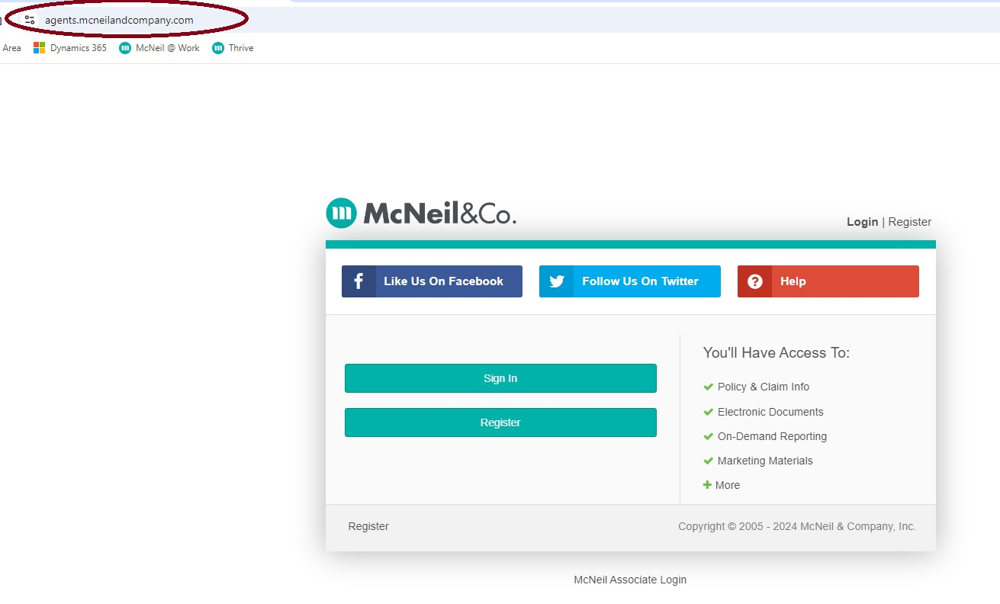 agents.mcneilandcompany.com
Area Dynamics 365 McNeil @ Work Thrive
McNeil&Co.
Login | Register
Like Us On Facebook Follow Us On Twitter Help
You'll Have Access To:
Sign In
Policy & Claim Info
Electronic Documents
Register
On-Demand Reporting
Marketing Materials
More
Register Copyright © 2005 - 2024 McNeil & Company, Inc.
McNeil Associate Login